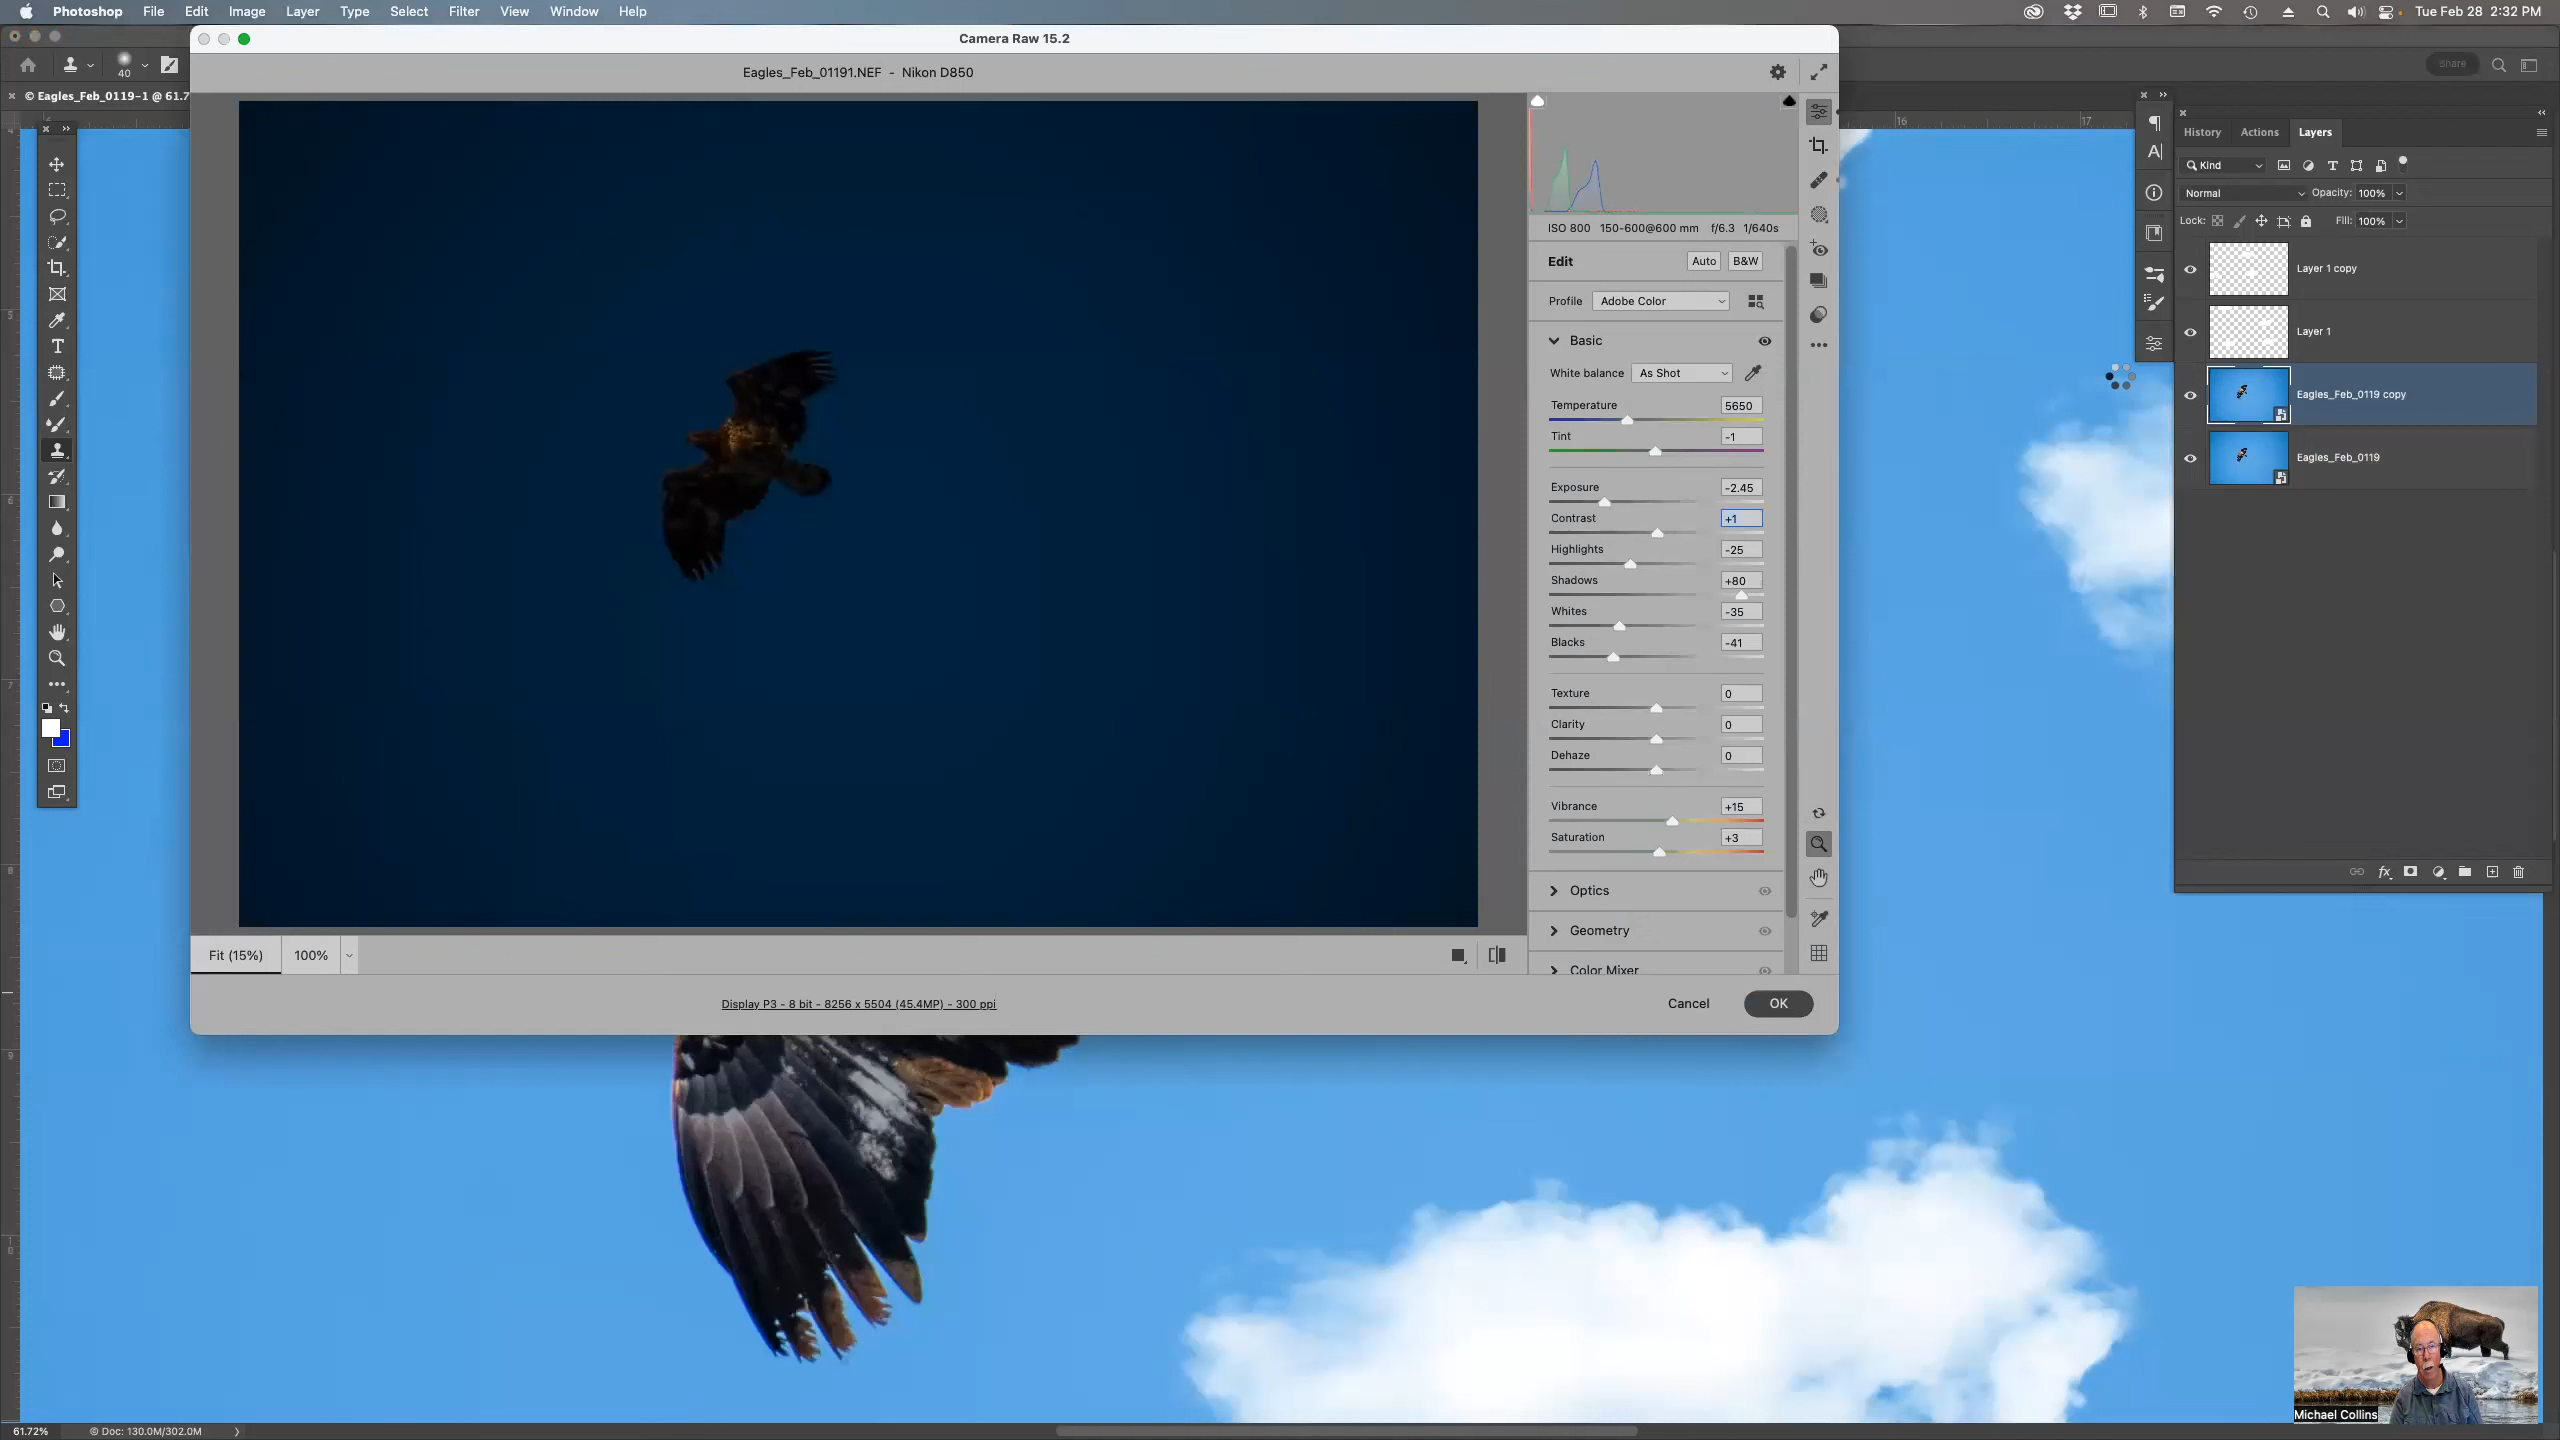 Photoshop File Edit Image Layer Type Select Filter View Window Help
Tue Feb 28 2:32 PM
Camera Raw 15.2
Eagles_Feb_01191.NEF - Nikon D850
40
Share
© Eagles_Feb_0119-1 @ 61.7
16
17
History Actions Layers
Kind
Normal
Opacity: 100%
Lock:
Fill: 100%
Layer 1 copy
Layer 1
Eagles_Feb_0119 copy
Eagles_Feb_0119
ISO 800 150-600@600 mm f/6.3 1/640s
Edit
Auto
B&W
Profile
Adobe Color
Basic
White balance
As Shot
Temperature
5650
Tint
-1
Exposure
-2.45
Contrast
+1
Highlights
-25
Shadows
+80
Whites
-35
Blacks
-41
Texture
0
Clarity
0
Dehaze
0
Vibrance
+15
Saturation
+3
Optics
Geometry
Color Mixer
Fit (15%)
100%
Display P3 - 8 bit - 8256 x 5504 (45.4MP) - 300 ppi
Cancel
OK
Michael Collins
61.72%
© Doc: 130.0M/302.0M